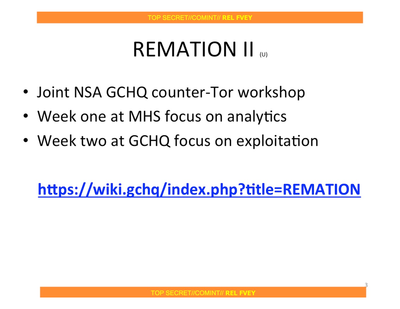 TOP SECRET//COMINT// REL FVEY
REMATION II (U)
• Joint NSA GCHQ counter-Tor workshop
• Week one at MHS focus on analytics
• Week two at GCHQ focus on exploitation
https://wiki.gchq/index.php?title=REMATION
TOP SECRET//COMINT// REL FVEY